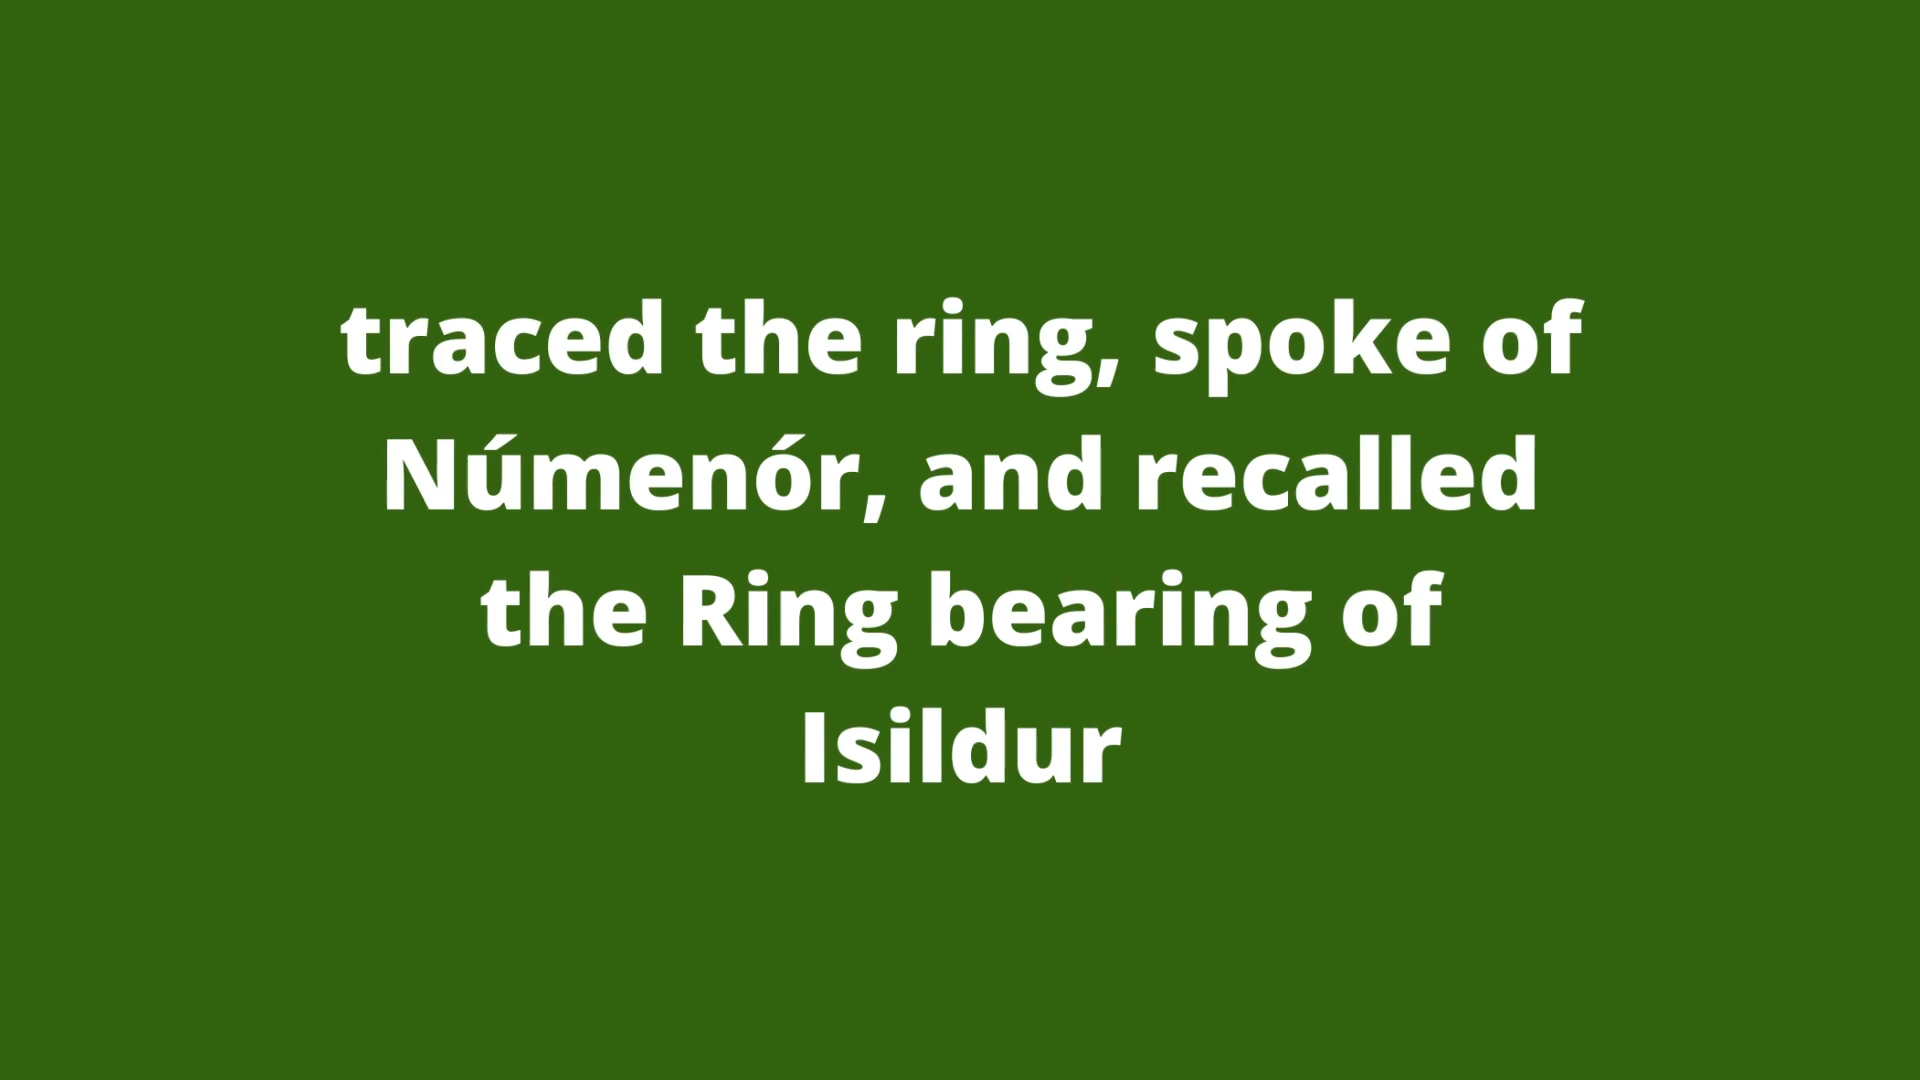 traced the ring, spoke of
Númenór, and recalled
the Ring bearing of
Isildur